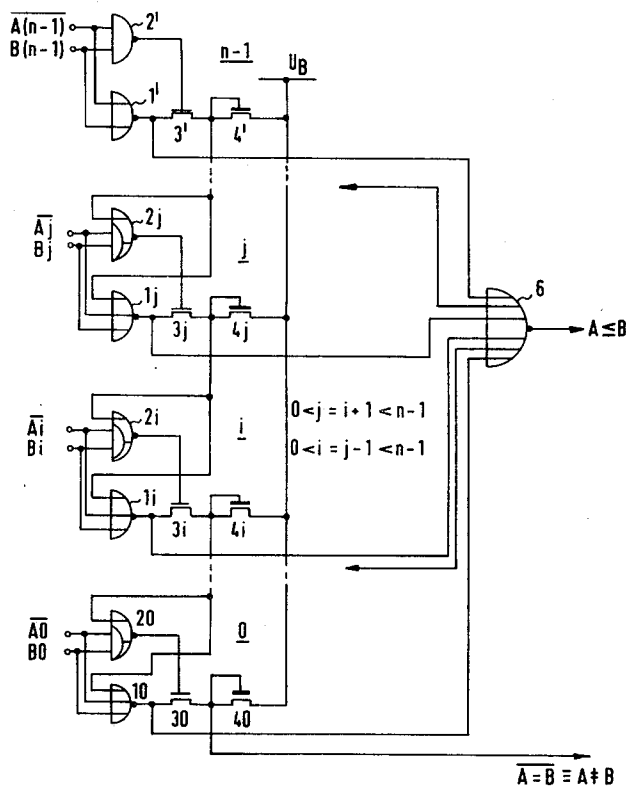 A̅(̅n̅-̅1̅)̅ 2'
B(n-1) n-1 U_B
1'
3' 4'
A̅j̅ 2j
Bj j
6
1j
A≤B
3j 4j
0<j=i+1<n-1
A̅i̅ 2i
Bi i
0<i=j-1<n-1
1i
3i 4i
A̅0̅ 20
B0 0
10
30 40
A̅=̅B̅ ≡ A≠B